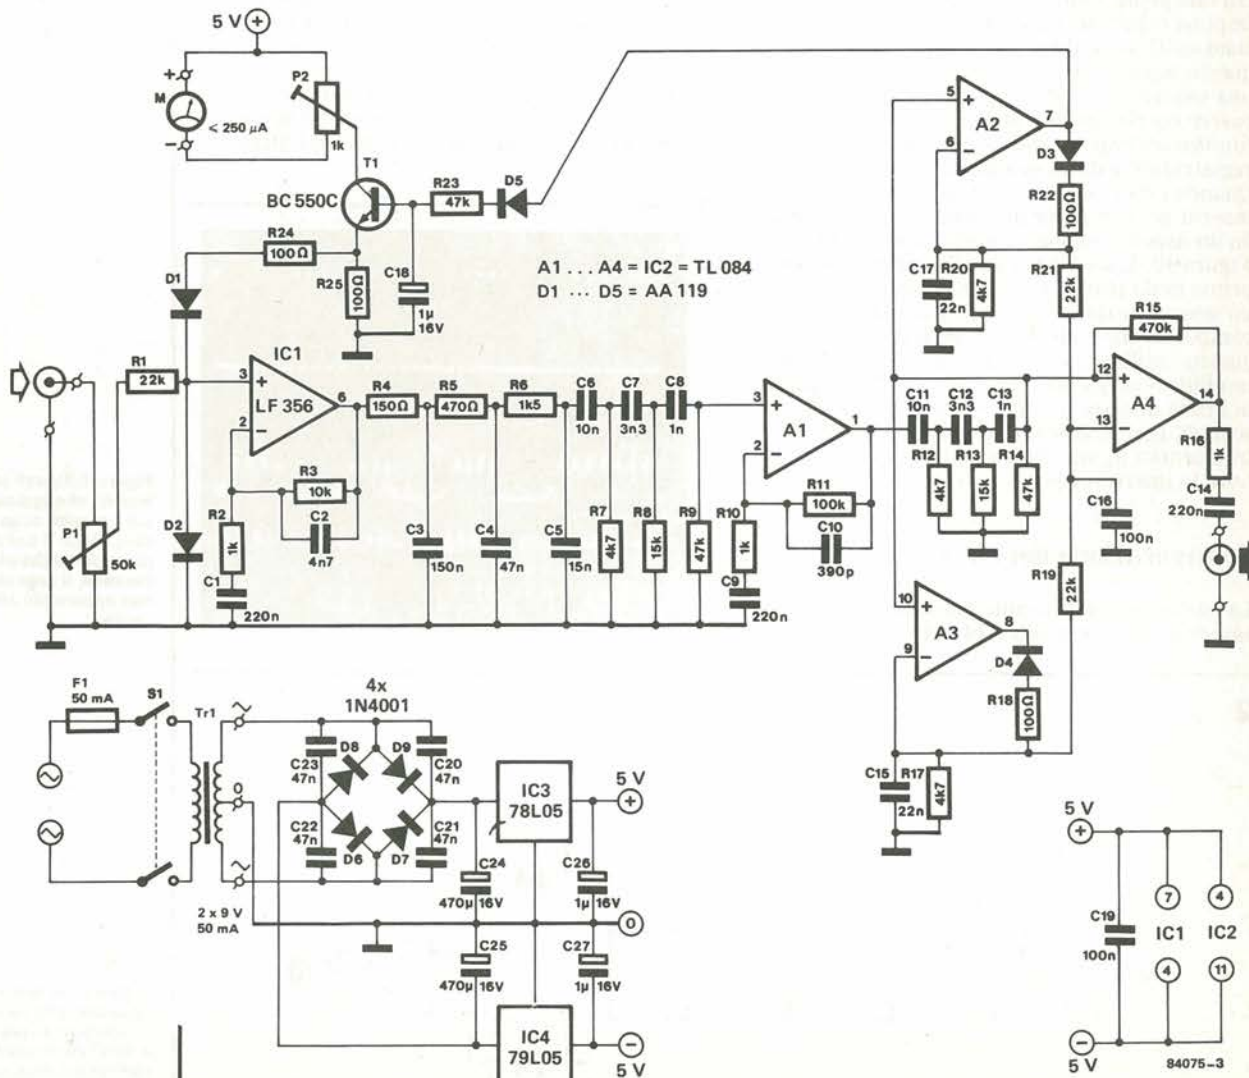 5 V +
+
M
-
< 250 µA
P2
1k
T1
BC 550C
R23
47k
D5
R24
100Ω
D1
R25
100Ω
C18
1µ
16V
A1 ... A4 = IC2 = TL 084
D1 ... D5 = AA 119
5
+
6
-
A2
7
D3
R22
100Ω
C17
22n
R20
4k7
R21
22k
R15
470k
R1
22k
IC1
3
+
2
-
LF 356
6
R4
150Ω
R5
470Ω
R6
1k5
C6
10n
C7
3n3
C8
1n
3
+
2
-
A1
1
C11
10n
C12
3n3
C13
1n
12
+
13
-
A4
14
R16
1k
C14
220n
P1
50k
D2
R2
1k
C1
220n
R3
10k
C2
4n7
C3
150n
C4
47n
C5
15n
R7
4k7
R8
15k
R9
47k
R10
1k
C9
220n
R11
100k
C10
390p
R12
4k7
R13
15k
R14
47k
C16
100n
R19
22k
10
+
9
-
A3
8
D4
R18
100Ω
C15
22n
R17
4k7
F1
50 mA
S1
Tr1
~
0
~
2 x 9 V
50 mA
4x
1N4001
C23
47n
D8
D9
C20
47n
C22
47n
D6
D7
C21
47n
IC3
78L05
5 V
+
C24
470µ 16V
C26
1µ 16V
0
C25
470µ 16V
C27
1µ 16V
IC4
79L05
-
5 V
5 V
+
C19
100n
7
4
IC1
IC2
4
11
-
5 V
84075-3
2